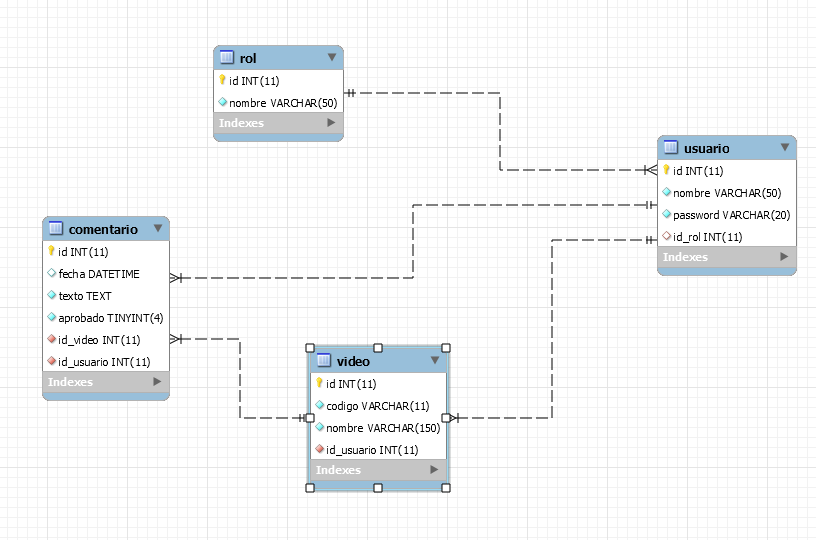 rol
id INT(11)
nombre VARCHAR(50)
Indexes
usuario
id INT(11)
nombre VARCHAR(50)
password VARCHAR(20)
id_rol INT(11)
Indexes
comentario
id INT(11)
fecha DATETIME
texto TEXT
aprobado TINYINT(4)
id_video INT(11)
id_usuario INT(11)
Indexes
video
id INT(11)
codigo VARCHAR(11)
nombre VARCHAR(150)
id_usuario INT(11)
Indexes